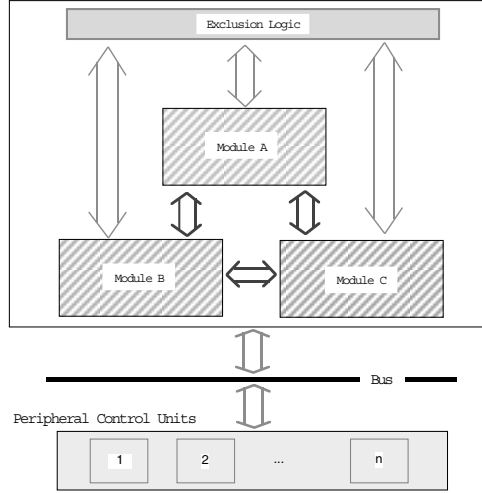 Exclusion Logic
Module A
Module B
Module C
Bus
Peripheral Control Units
1 2 ... n